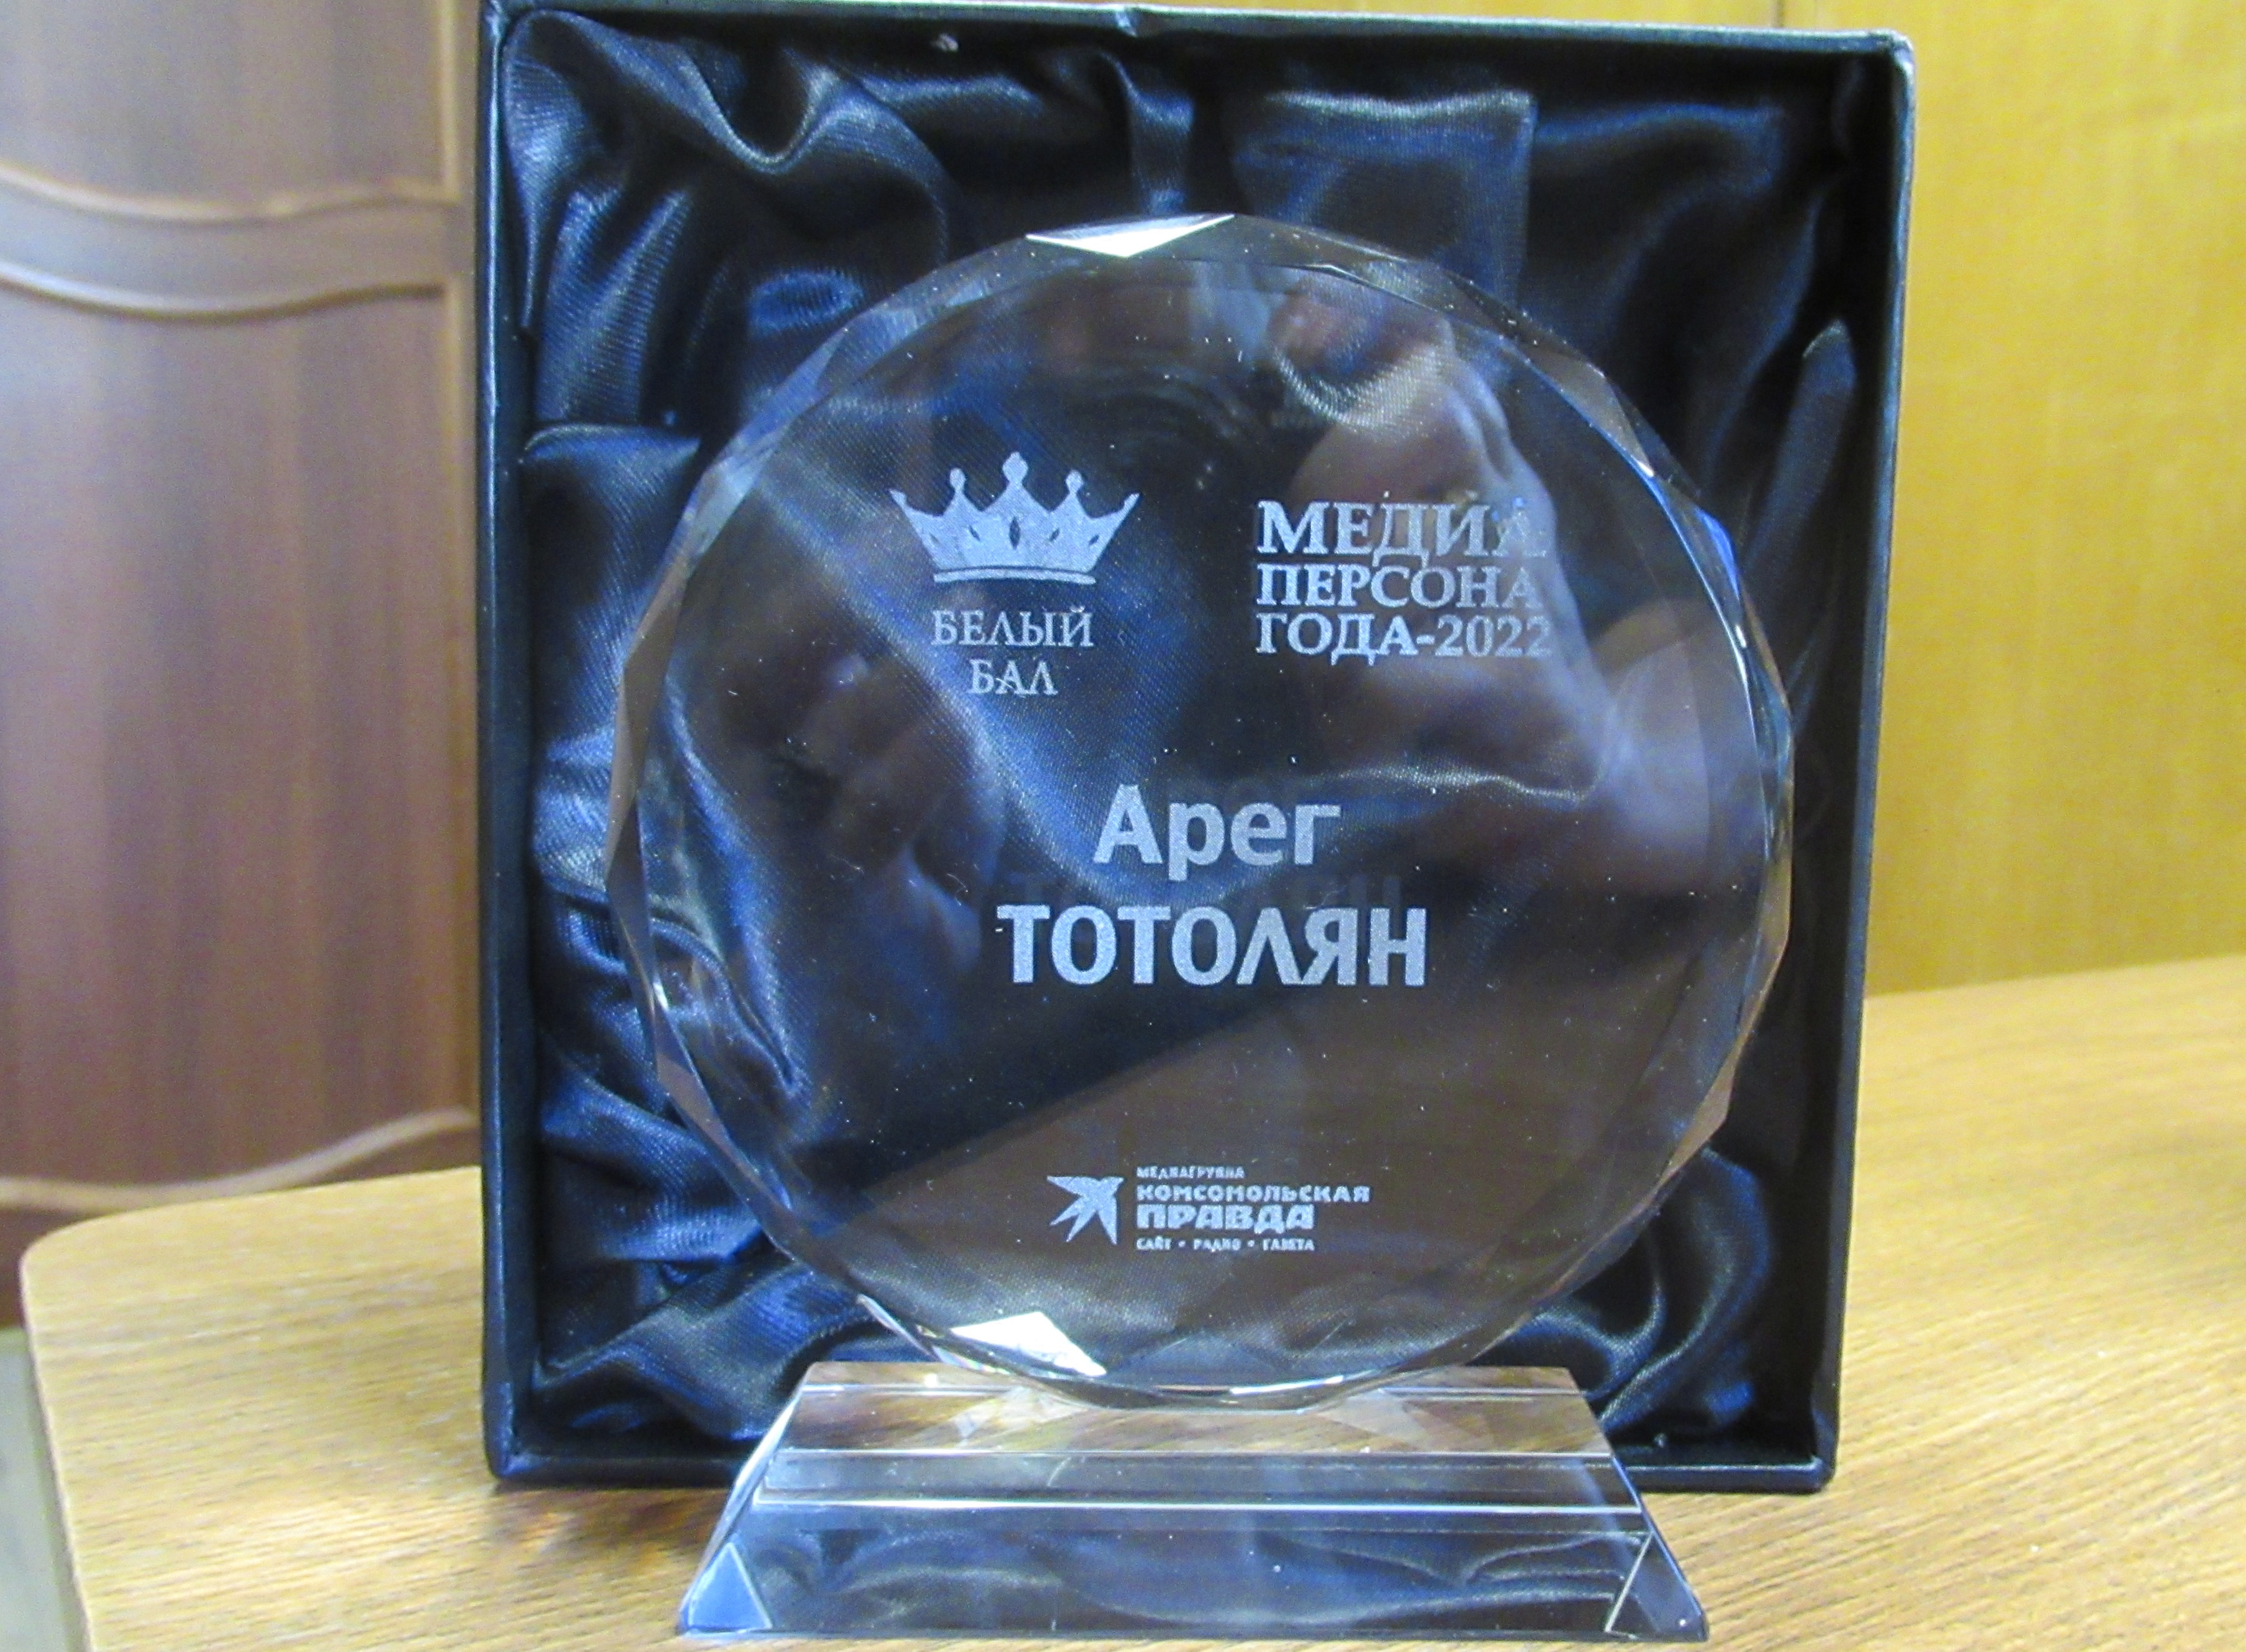 БЕЛЫЙ
БАЛ
МЕДИА
ПЕРСОНА
ГОДА-2022
Арег
ТОТОЛЯН
МЕДИАГРУППА
КОМСОМОЛЬСКАЯ
ПРАВДА
САЙТ • РАДИО • ГАЗЕТА